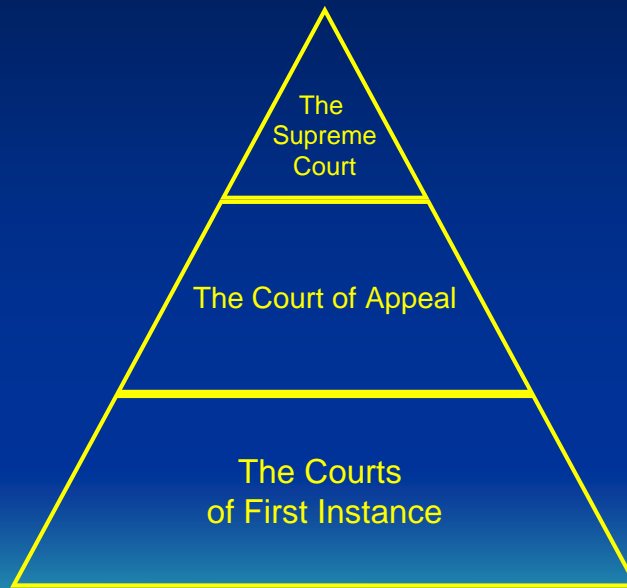 The
Supreme
Court
The Court of Appeal
The Courts
of First Instance